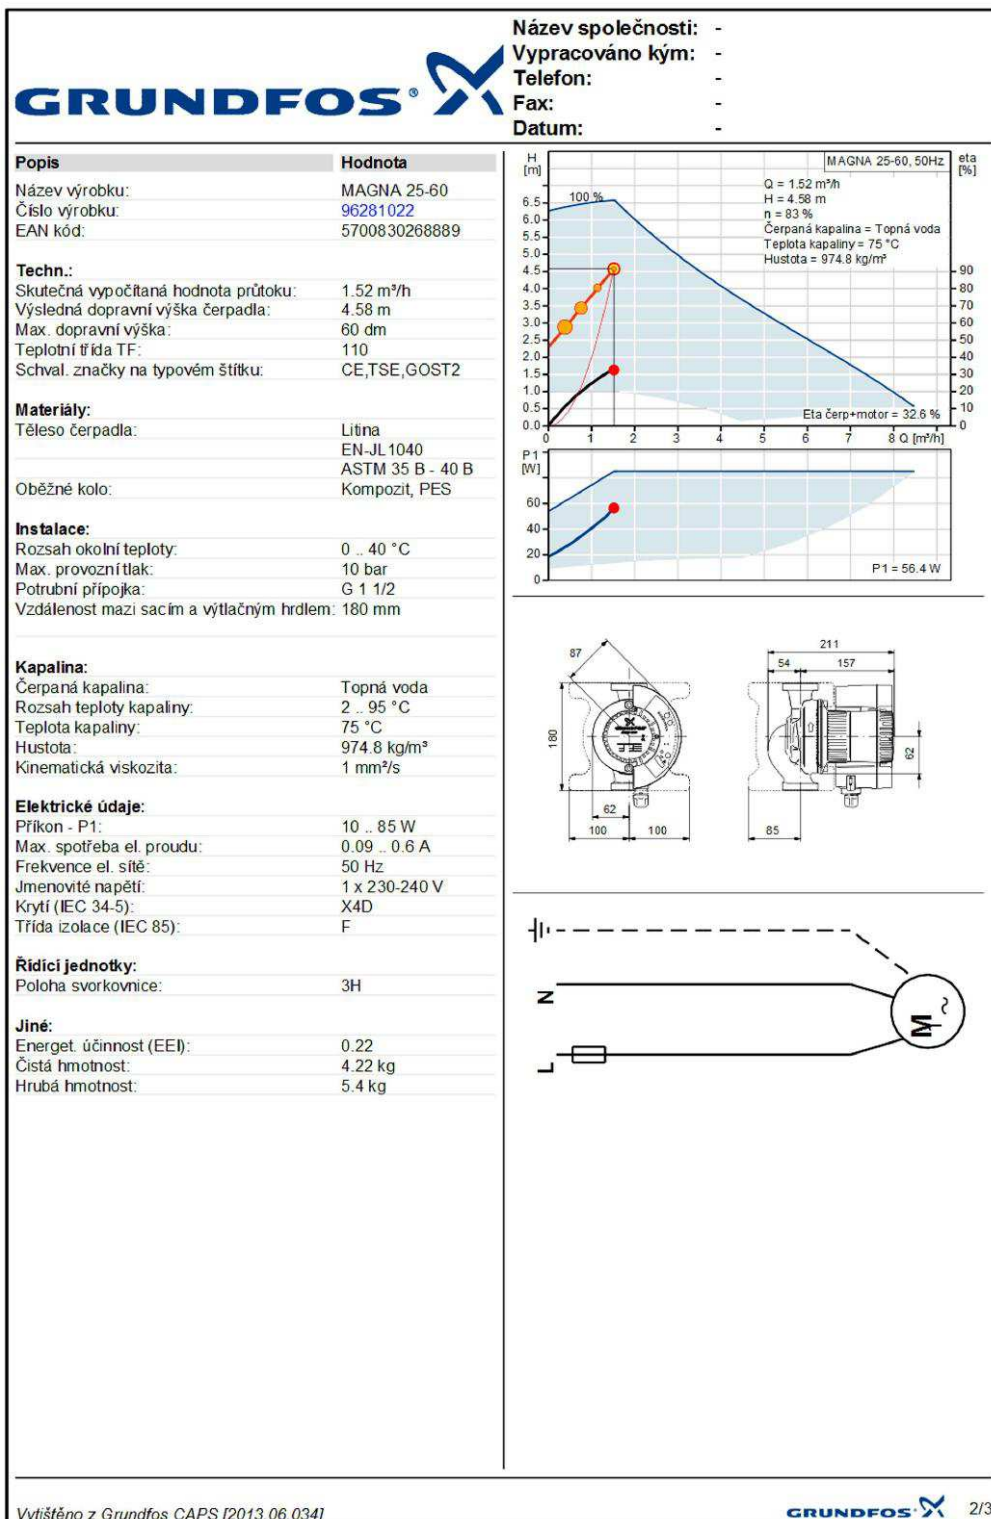 GRUNDFOS®
Název společnosti: -
Vypracováno kým: -
Telefon: -
Fax: -
Datum: -
Popis Hodnota
Název výrobku: MAGNA 25-60
Číslo výrobku: 96281022
EAN kód: 5700830268889
Techn.:
Skutečná vypočítaná hodnota průtoku: 1.52 m³/h
Výsledná dopravní výška čerpadla: 4.58 m
Max. dopravní výška: 60 dm
Teplotní třída TF: 110
Schval. značky na typovém štítku: CE,TSE,GOST2
Materiály:
Těleso čerpadla: Litina
EN-JL1040
ASTM 35 B - 40 B
Oběžné kolo: Kompozit, PES
Instalace:
Rozsah okolní teploty: 0 .. 40 °C
Max. provozní tlak: 10 bar
Potrubní přípojka: G 1 1/2
Vzdálenost mazi sacím a výtlačným hrdlem: 180 mm
Kapalina:
Čerpaná kapalina: Topná voda
Rozsah teploty kapaliny: 2 .. 95 °C
Teplota kapaliny: 75 °C
Hustota: 974.8 kg/m³
Kinematická viskozita: 1 mm²/s
Elektrické údaje:
Příkon - P1: 10 .. 85 W
Max. spotřeba el. proudu: 0.09 .. 0.6 A
Frekvence el. sítě: 50 Hz
Jmenovité napětí: 1 x 230-240 V
Krytí (IEC 34-5): X4D
Třída izolace (IEC 85): F
Řídící jednotky:
Poloha svorkovnice: 3H
Jiné:
Energet. účinnost (EEI): 0.22
Čistá hmotnost: 4.22 kg
Hrubá hmotnost: 5.4 kg
H
[m]
MAGNA 25-60, 50Hz
eta
[%]
100 %
Q = 1.52 m³/h
H = 4.58 m
n = 83 %
Čerpaná kapalina = Topná voda
Teplota kapaliny = 75 °C
Hustota = 974.8 kg/m³
6.5
6.0
5.5
5.0
4.5 90
4.0 80
3.5 70
3.0 60
2.5 50
2.0 40
1.5 30
1.0 20
0.5 10
0.0 0
Eta čerp+motor = 32.6 %
0 1 2 3 4 5 6 7 8 Q [m³/h]
P1
[W]
60
40
20
0
P1 = 56.4 W
87
180
62
100 100
211
54 157
62
85
N
L
M
~
Vytištěno z Grundfos CAPS [2013.06.034]
GRUNDFOS
2/3